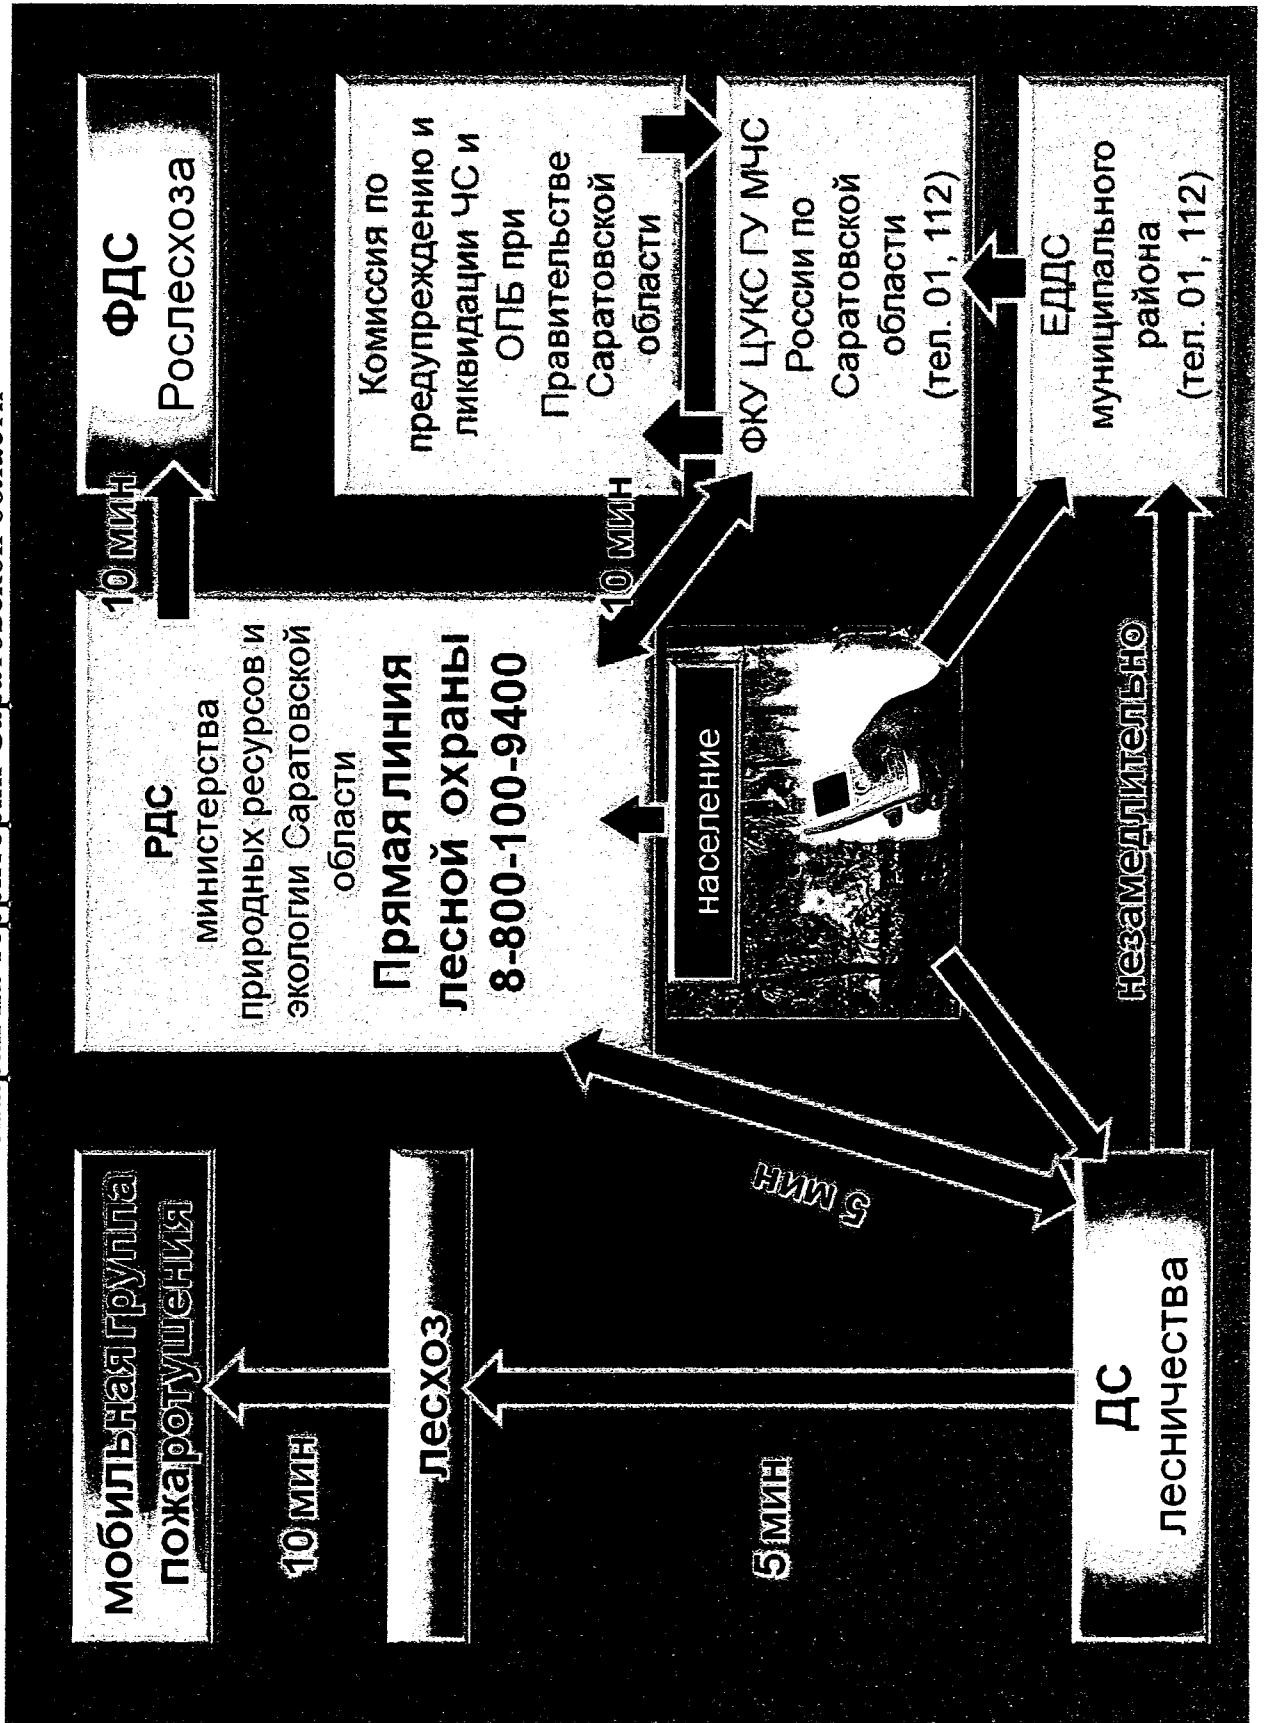 мобильная группа
пожаротушения
10 мин
лесхоз
5 мин
ДС
лесничества
5 мин
РДС
министерства
природных ресурсов и
экологии Саратовской
области
Прямая линия
лесной охраны
8-800-100-9400
население
незамедлительно
10 мин
ФДС
Рослесхоза
10 мин
Комиссия по
предупреждению и
ликвидации ЧС и
ОПБ при
Правительстве
Саратовской
области
ФКУ ЦУКС ГУ МЧС
России по
Саратовской
области
(тел. 01, 112)
ЕДДС
муниципального
района
(тел. 01, 112)